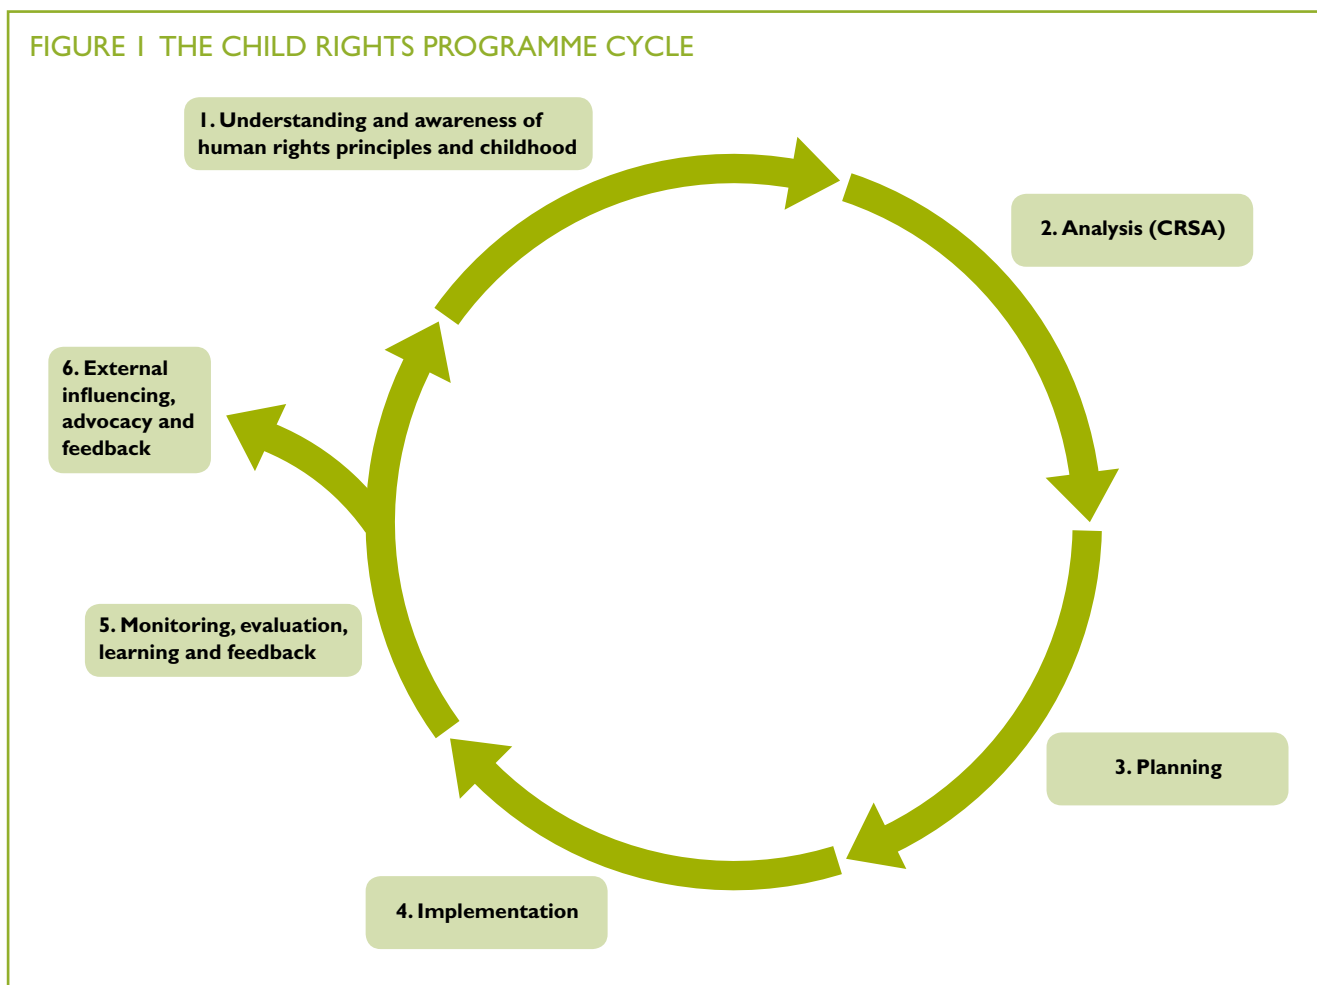 FIGURE 1 THE CHILD RIGHTS PROGRAMME CYCLE
1. Understanding and awareness of
human rights principles and childhood
2. Analysis (CRSA)
3. Planning
4. Implementation
5. Monitoring, evaluation,
learning and feedback
6. External
influencing,
advocacy and
feedback